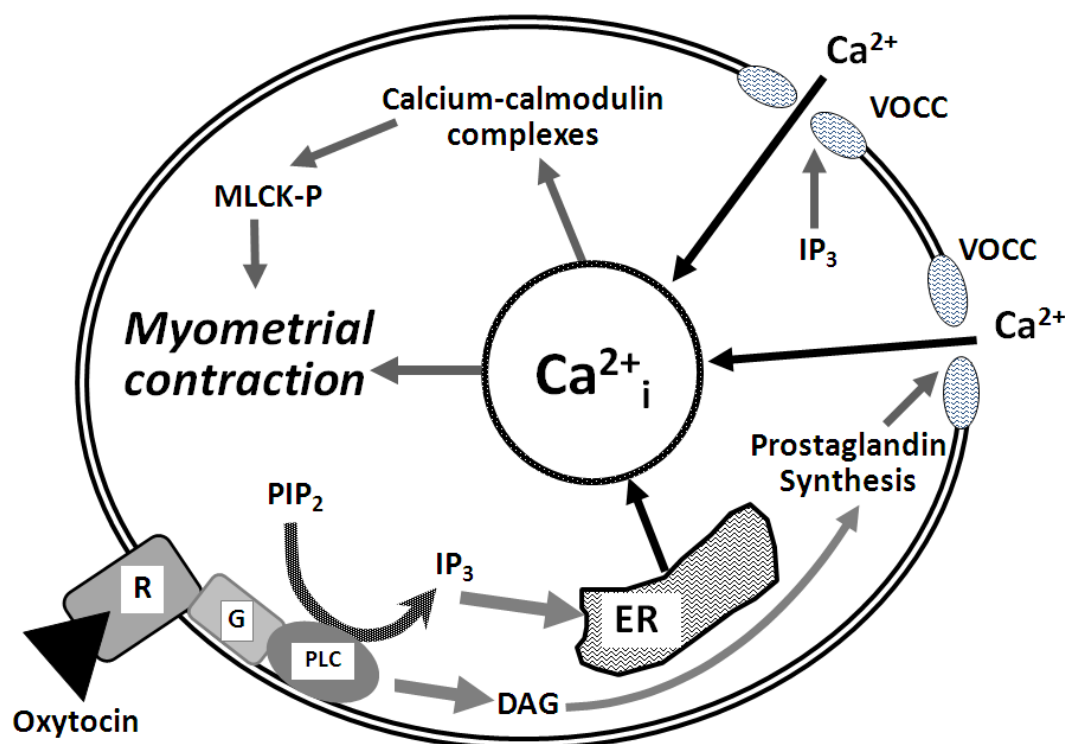 Ca²⁺
VOCC
Calcium-calmodulin
complexes
MLCK-P
IP₃
VOCC
Myometrial
contraction
Ca²⁺ᵢ
Ca²⁺
Prostaglandin
Synthesis
PIP₂
IP₃
R
G
PLC
ER
DAG
Oxytocin